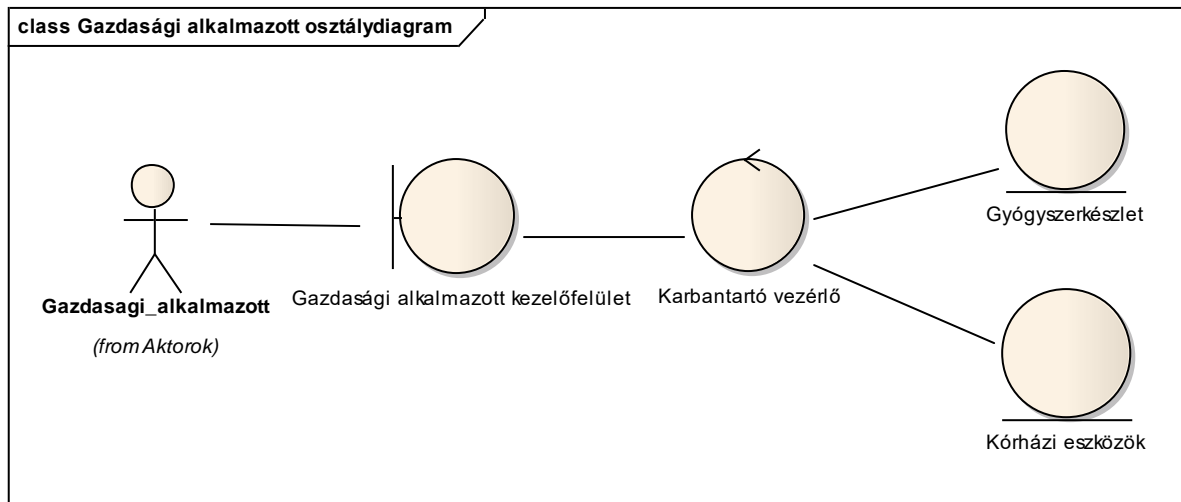 class Gazdasági alkalmazott osztálydiagram
Gazdasagi_alkalmazott
(from Aktorok)
Gazdasági alkalmazott kezelőfelület
Karbantartó vezérlő
Gyógyszerkészlet
Kórházi eszközök